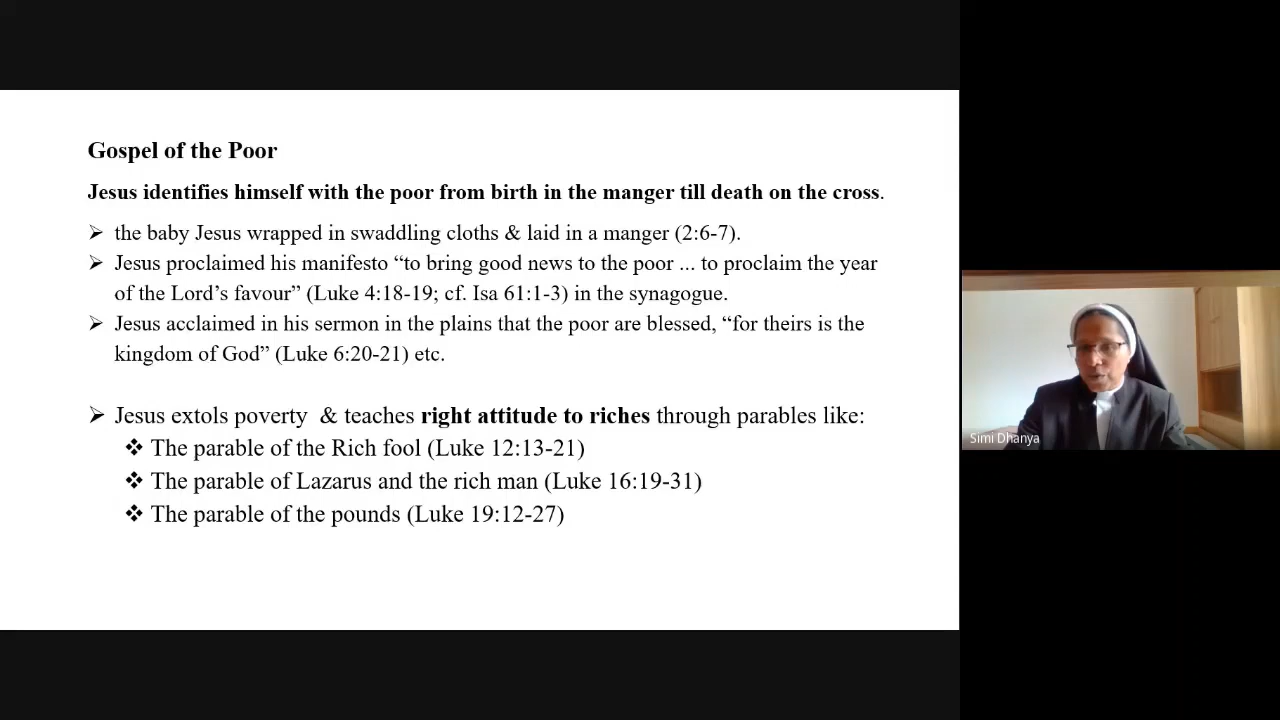 Gospel of the Poor
Jesus identifies himself with the poor from birth in the manger till death on the cross.
➢ the baby Jesus wrapped in swaddling cloths & laid in a manger (2:6-7).
➢ Jesus proclaimed his manifesto “to bring good news to the poor ... to proclaim the year
of the Lord’s favour” (Luke 4:18-19; cf. Isa 61:1-3) in the synagogue.
➢ Jesus acclaimed in his sermon in the plains that the poor are blessed, “for theirs is the
kingdom of God” (Luke 6:20-21) etc.
➢ Jesus extols poverty & teaches right attitude to riches through parables like:
❖ The parable of the Rich fool (Luke 12:13-21)
❖ The parable of Lazarus and the rich man (Luke 16:19-31)
❖ The parable of the pounds (Luke 19:12-27)
Simi Dhanya